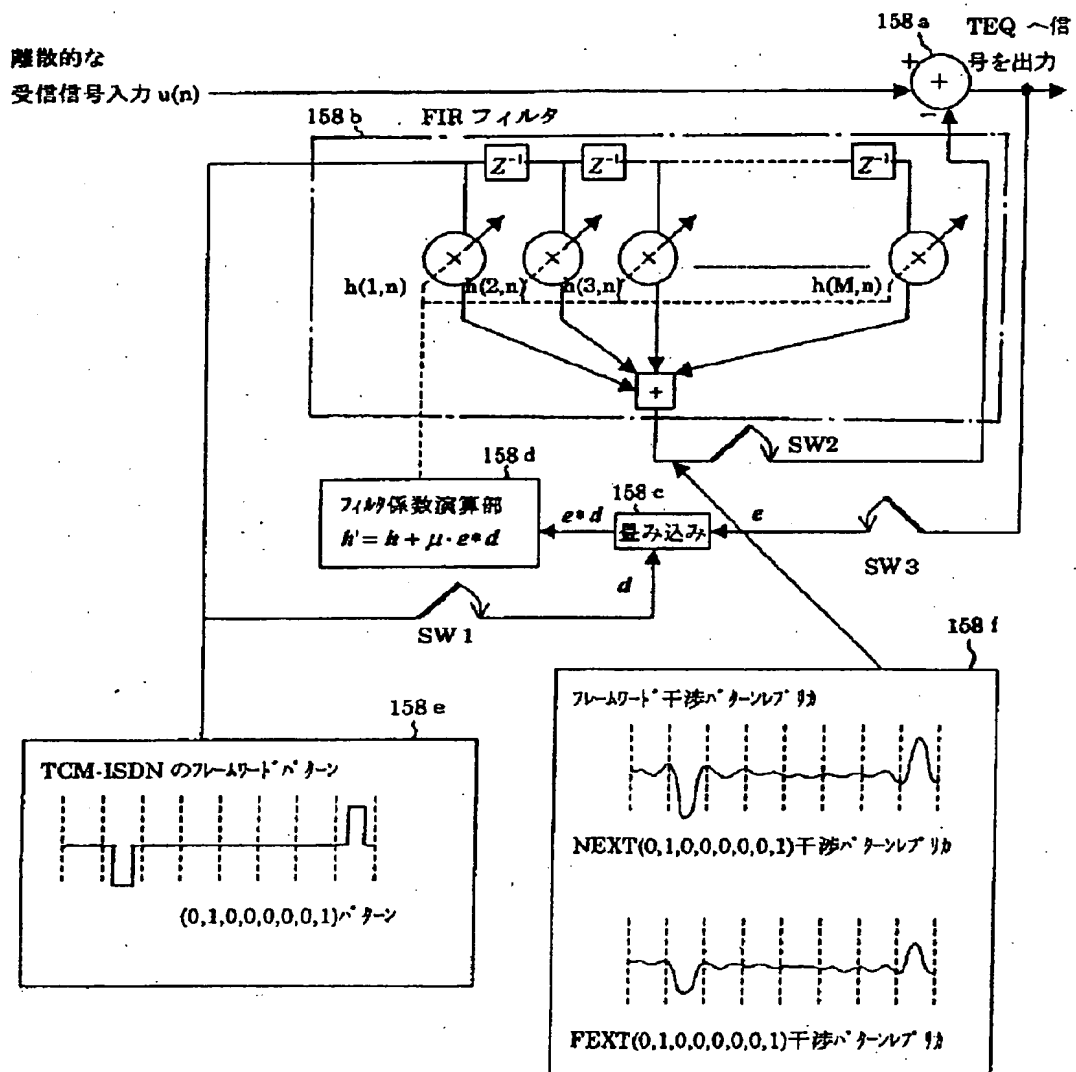 158a
TEQ へ信
号を出力
離散的な
受信信号入力 u(n)
+
+
−
158b
FIR フィルタ
Z⁻¹
Z⁻¹
Z⁻¹
×
×
×
×
h(1,n)
h(2,n)
h(3,n)
h(M,n)
+
SW2
158d
158c
フィルタ係数演算部
h'= h + μ・e*d
e*d
畳み込み
e
SW3
d
SW1
158f
158e
フレームワード干渉パターンレプリカ
TCM-ISDN のフレームワードパターン
NEXT(0,1,0,0,0,0,0,1)干渉パターンレプリカ
(0,1,0,0,0,0,0,1)パターン
FEXT(0,1,0,0,0,0,0,1)干渉パターンレプリカ